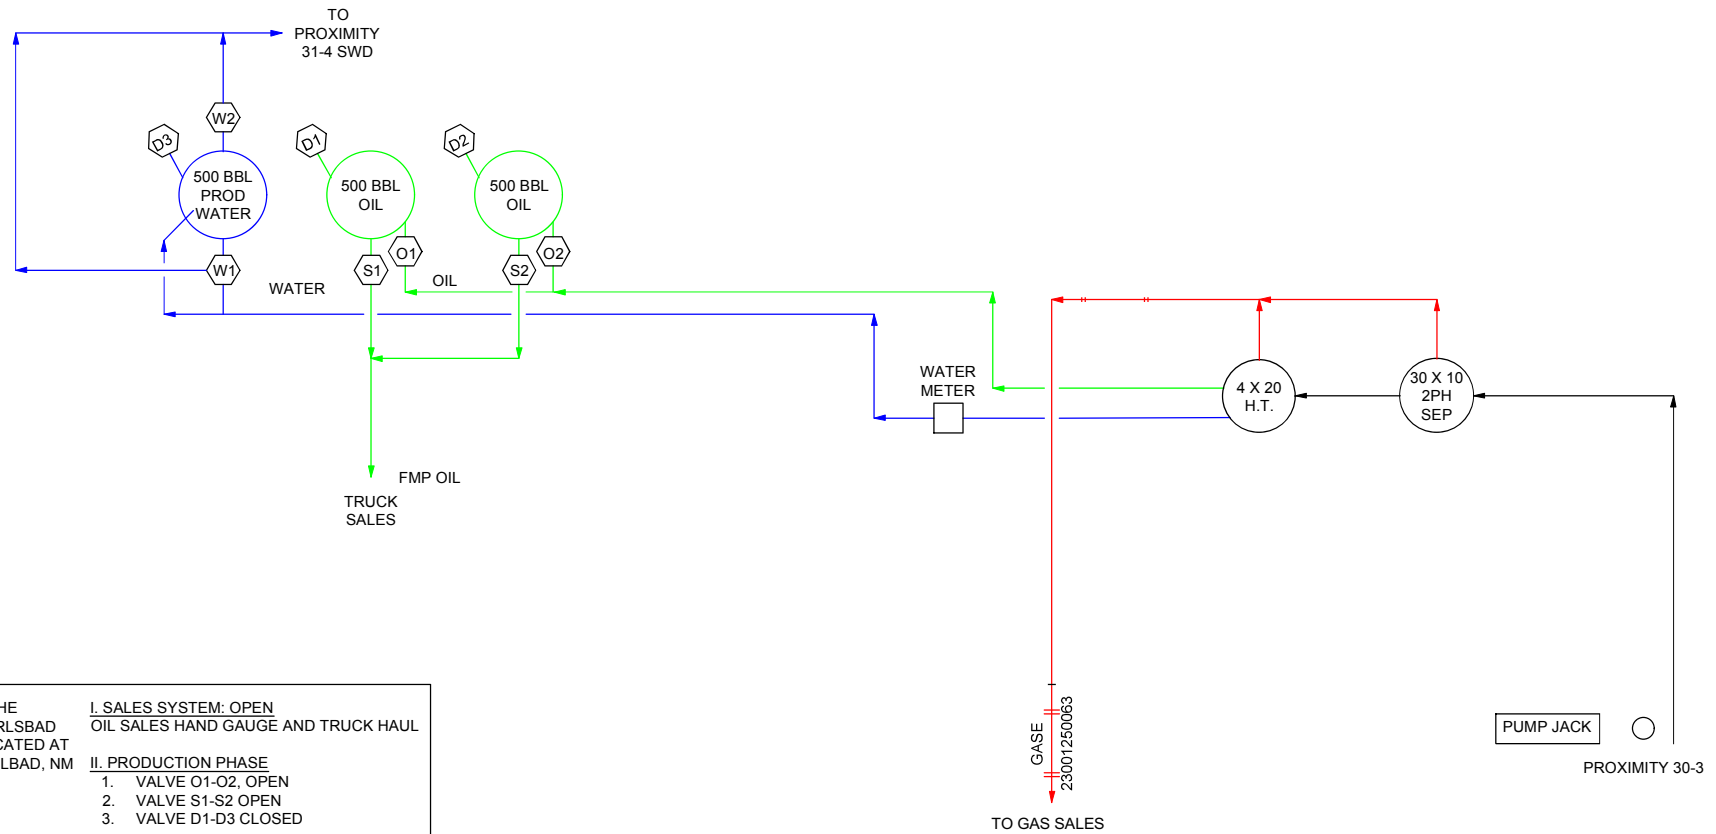 TO
PROXIMITY
31-4 SWD
W2
D3
D1
D2
500 BBL
PROD
WATER
500 BBL
OIL
500 BBL
OIL
W1
S1
O1
S2
O2
WATER
OIL
WATER
METER
4 X 20
H.T.
30 X 10
2PH
SEP
FMP OIL
TRUCK
SALES
GASE
23001250063
TO GAS SALES
PUMP JACK
PROXIMITY 30-3
HE
RLSBAD
CATED AT
LBAD, NM
I. SALES SYSTEM: OPEN
OIL SALES HAND GAUGE AND TRUCK HAUL
II. PRODUCTION PHASE
1. VALVE O1-O2, OPEN
2. VALVE S1-S2 OPEN
3. VALVE D1-D3 CLOSED